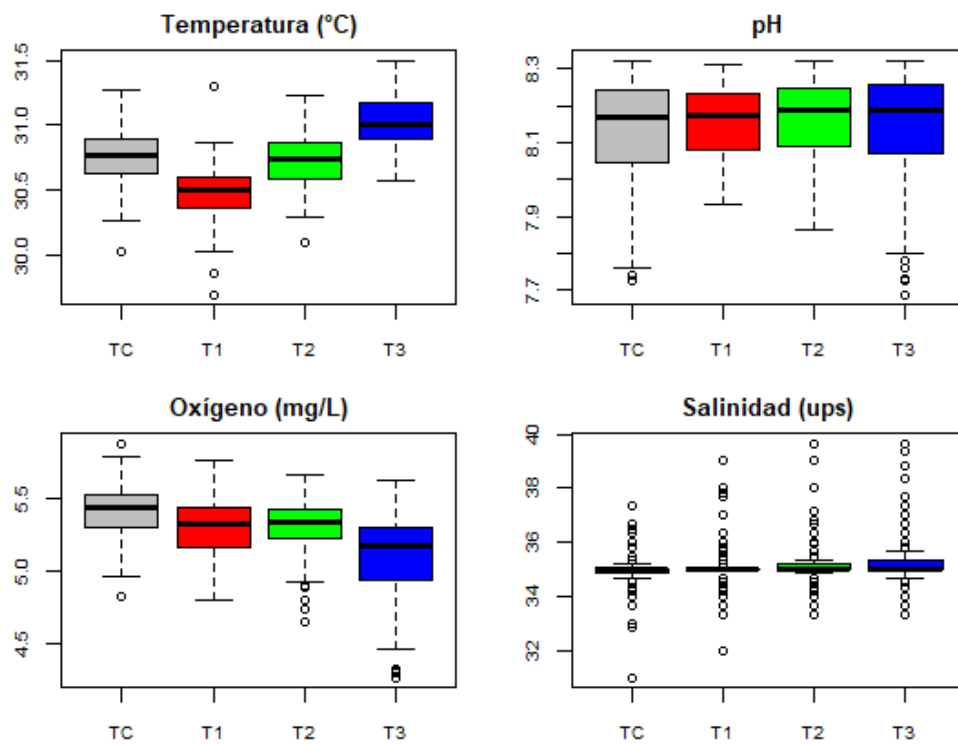 Temperatura (°C)
31.5
31.0
30.5
30.0
TC T1 T2 T3
pH
8.3
8.1
7.9
7.7
TC T1 T2 T3
Oxígeno (mg/L)
5.5
5.0
4.5
TC T1 T2 T3
Salinidad (ups)
40
38
36
34
32
TC T1 T2 T3